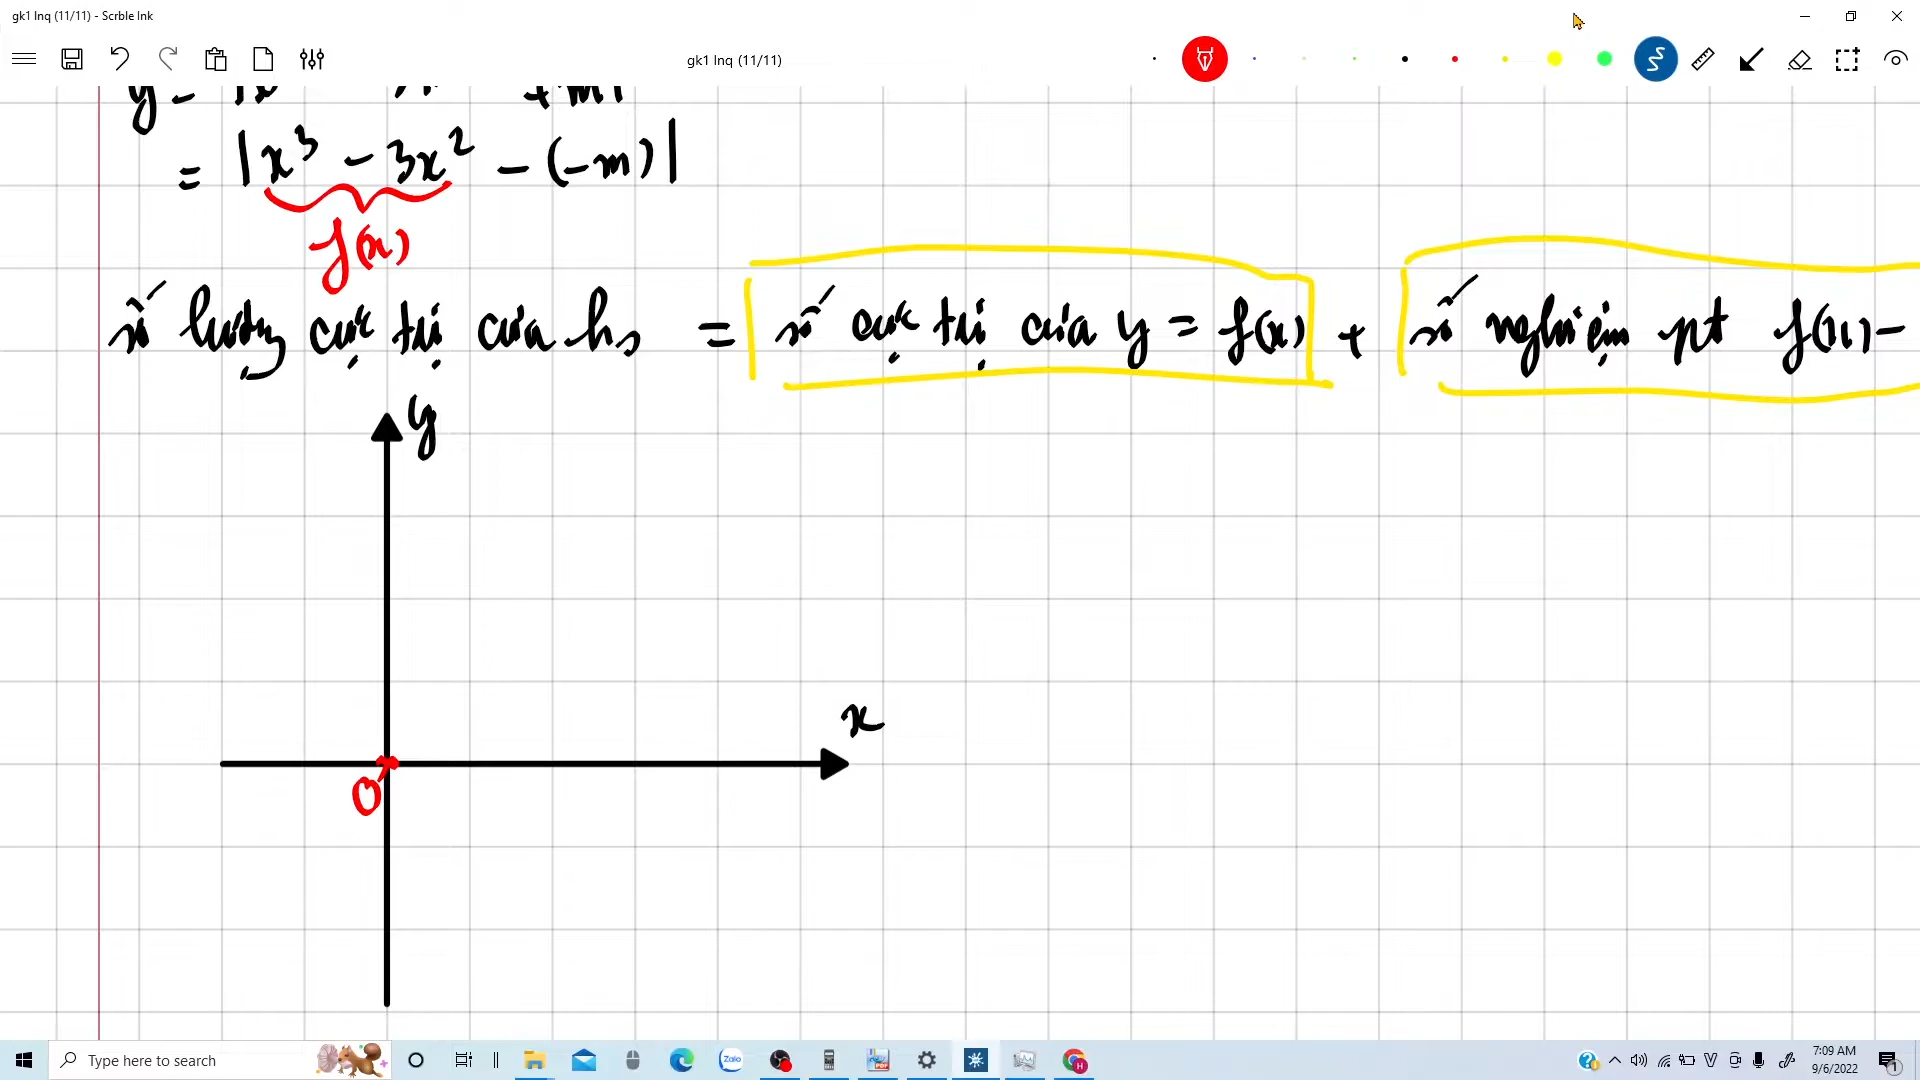 gk1 lnq (11/11) - Scrble Ink
gk1 lnq (11/11)
= |x³ - 3x² - (-m)|
f(x)
số lượng cực trị của hs = số cực trị của y = f(x) + số nghiệm pt f(x) -
y
x
O
Type here to search
Zalo
7:09 AM
9/6/2022